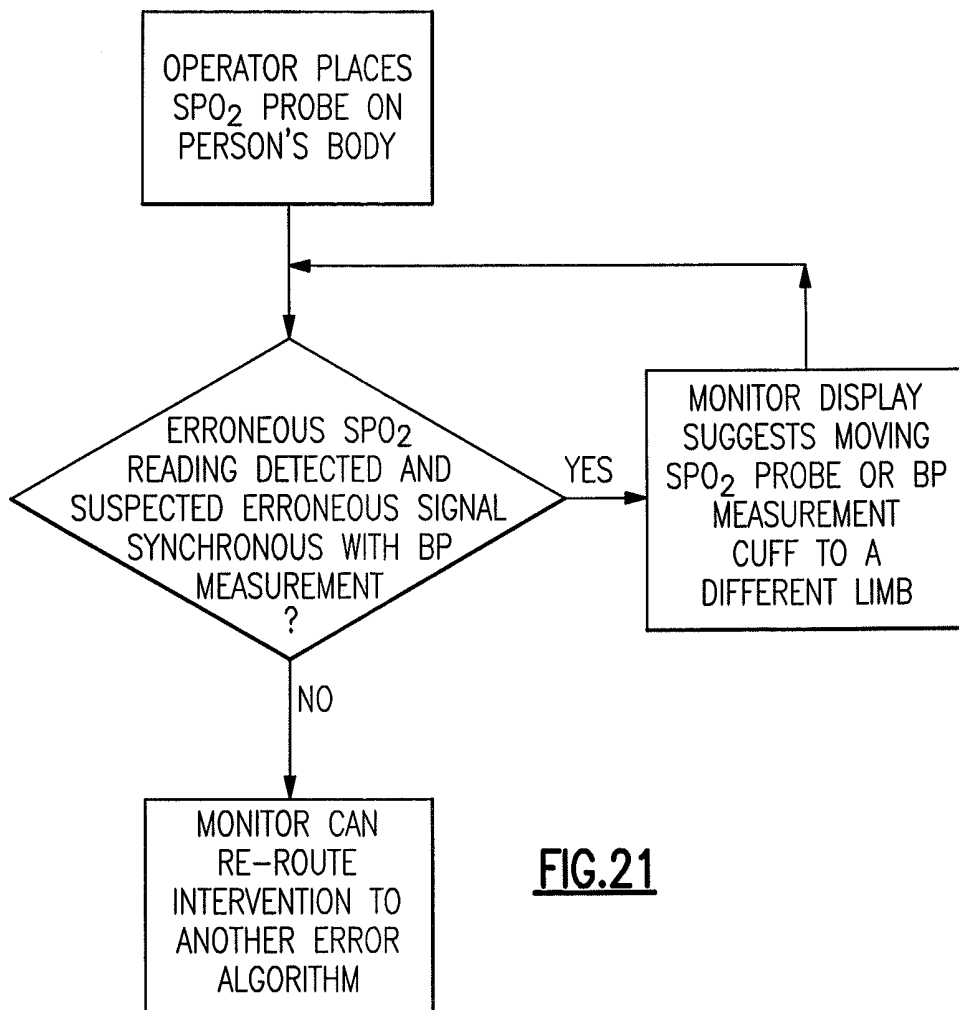 OPERATOR PLACES
SPO₂ PROBE ON
PERSON'S BODY
ERRONEOUS SPO₂
READING DETECTED AND
SUSPECTED ERRONEOUS SIGNAL
SYNCHRONOUS WITH BP
MEASUREMENT
?
YES
MONITOR DISPLAY
SUGGESTS MOVING
SPO₂ PROBE OR BP
MEASUREMENT
CUFF TO A
DIFFERENT LIMB
NO
MONITOR CAN
RE-ROUTE
INTERVENTION TO
ANOTHER ERROR
ALGORITHM
FIG.21